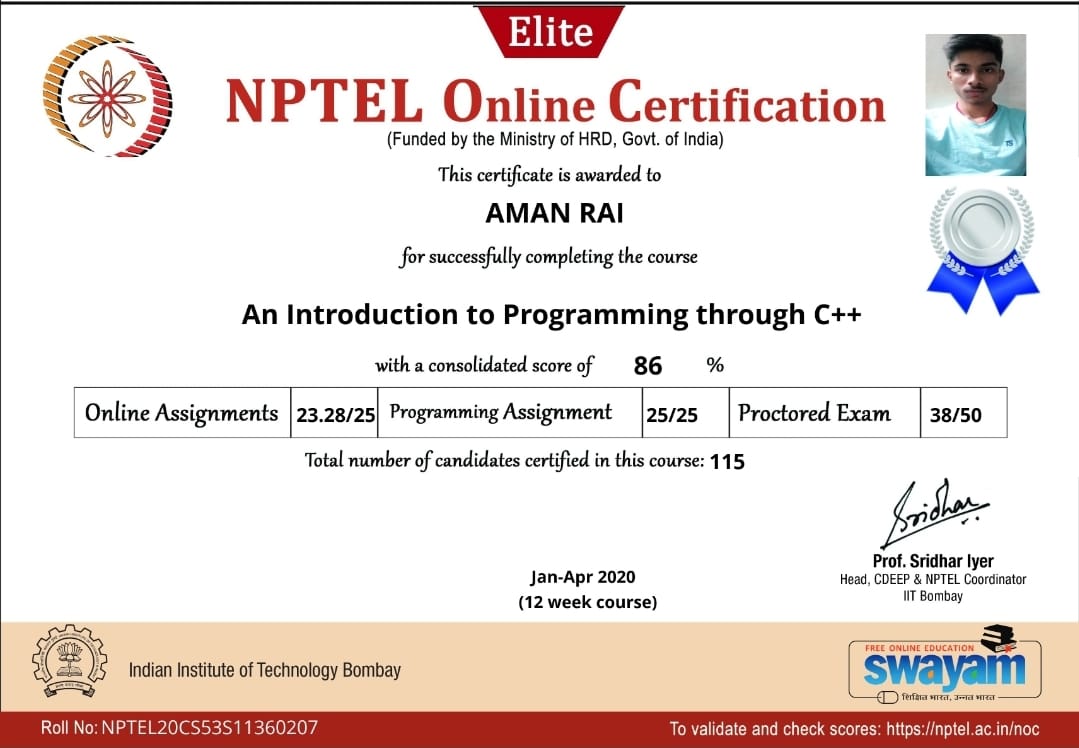 Elite
NPTEL Online Certification
(Funded by the Ministry of HRD, Govt. of India)
This certificate is awarded to
AMAN RAI
for successfully completing the course
An Introduction to Programming through C++
with a consolidated score of 86 %
Online Assignments 23.28/25 Programming Assignment 25/25 Proctored Exam 38/50
Total number of candidates certified in this course: 115
Sridhar
Prof. Sridhar Iyer
Head, CDEEP & NPTEL Coordinator
IIT Bombay
Jan-Apr 2020
(12 week course)
Indian Institute of Technology Bombay
FREE ONLINE EDUCATION
swayam
शिक्षित भारत, उन्नत भारत
Roll No: NPTEL20CS53S11360207
To validate and check scores: https://nptel.ac.in/noc